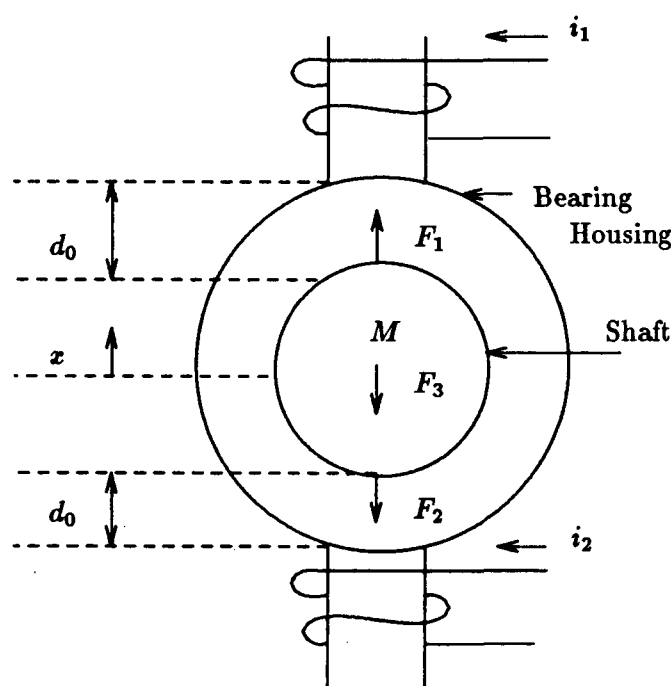 i₁
Bearing
Housing
d₀
F₁
x
M
Shaft
F₃
d₀
F₂
i₂